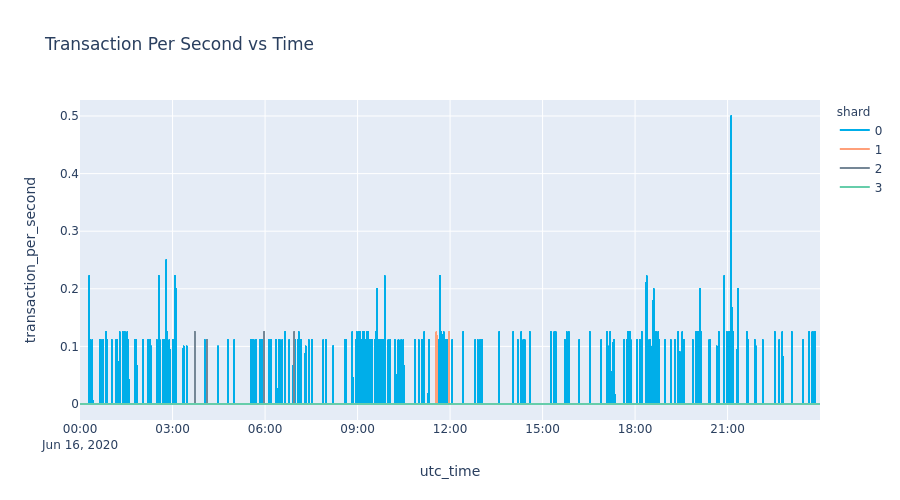 Transaction Per Second vs Time
transaction_per_second
0.5
0.4
0.3
0.2
0.1
0
00:00 03:00 06:00 09:00 12:00 15:00 18:00 21:00
Jun 16, 2020
utc_time
shard
0
1
2
3